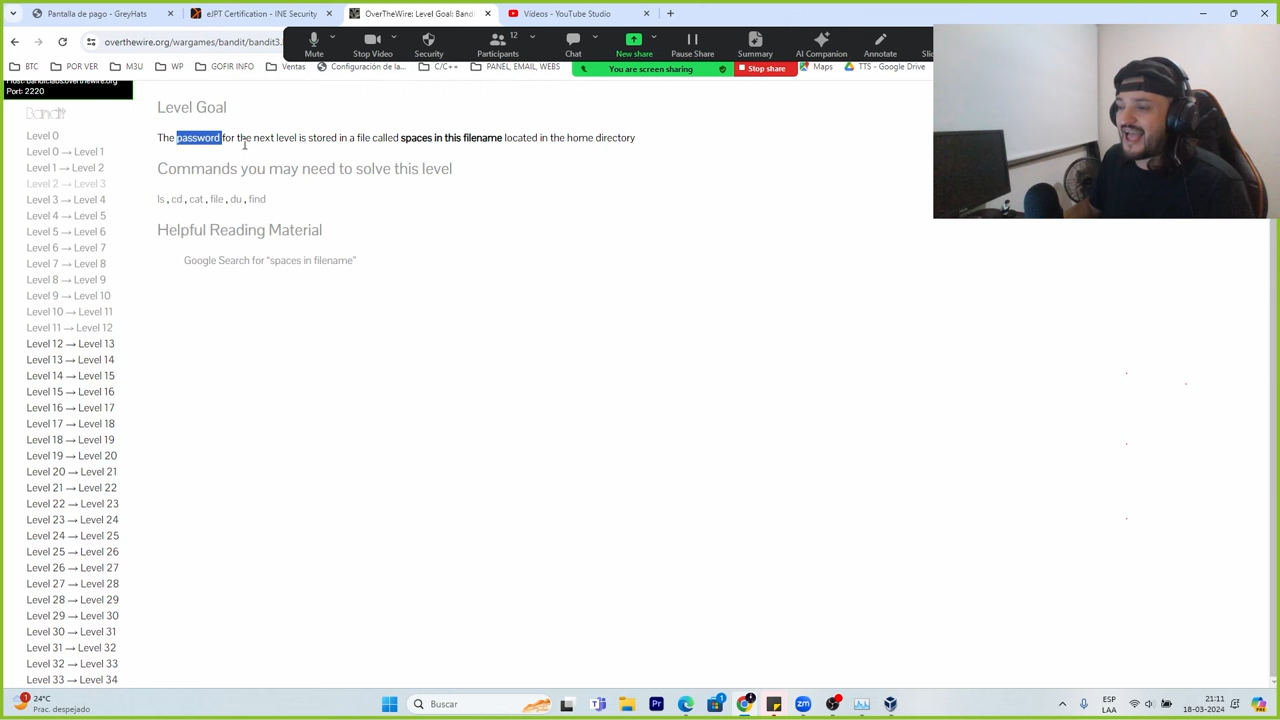 Pantalla de pago - GreyHats
eJPT Certification - INE Security
OverTheWire: Level Goal: Bandi
Vídeos - YouTube Studio
overthewire.org/wargames/bandit/bandit3.
Mute
Stop Video
Security
Participants
12
Chat
New share
Pause Share
Summary
AI Companion
Annotate
BTC
POR VER
M3U
VPN
GOFIR INFO
Ventas
Configuración de la...
C/C++
PANEL, EMAIL, WEBS
You are screen sharing
Stop share
Maps
TTS - Google Drive
Port: 2220
Bandit
Level 0
Level 0 → Level 1
Level 1 → Level 2
Level 2 → Level 3
Level 3 → Level 4
Level 4 → Level 5
Level 5 → Level 6
Level 6 → Level 7
Level 7 → Level 8
Level 8 → Level 9
Level 9 → Level 10
Level 10 → Level 11
Level 11 → Level 12
Level 12 → Level 13
Level 13 → Level 14
Level 14 → Level 15
Level 15 → Level 16
Level 16 → Level 17
Level 17 → Level 18
Level 18 → Level 19
Level 19 → Level 20
Level 20 → Level 21
Level 21 → Level 22
Level 22 → Level 23
Level 23 → Level 24
Level 24 → Level 25
Level 25 → Level 26
Level 26 → Level 27
Level 27 → Level 28
Level 28 → Level 29
Level 29 → Level 30
Level 30 → Level 31
Level 31 → Level 32
Level 32 → Level 33
Level 33 → Level 34
Level Goal
The password for the next level is stored in a file called spaces in this filename located in the home directory
Commands you may need to solve this level
ls , cd , cat , file , du , find
Helpful Reading Material
Google Search for “spaces in filename”
24°C
Prac. despejado
Buscar
ESP
LAA
21:11
18-03-2024